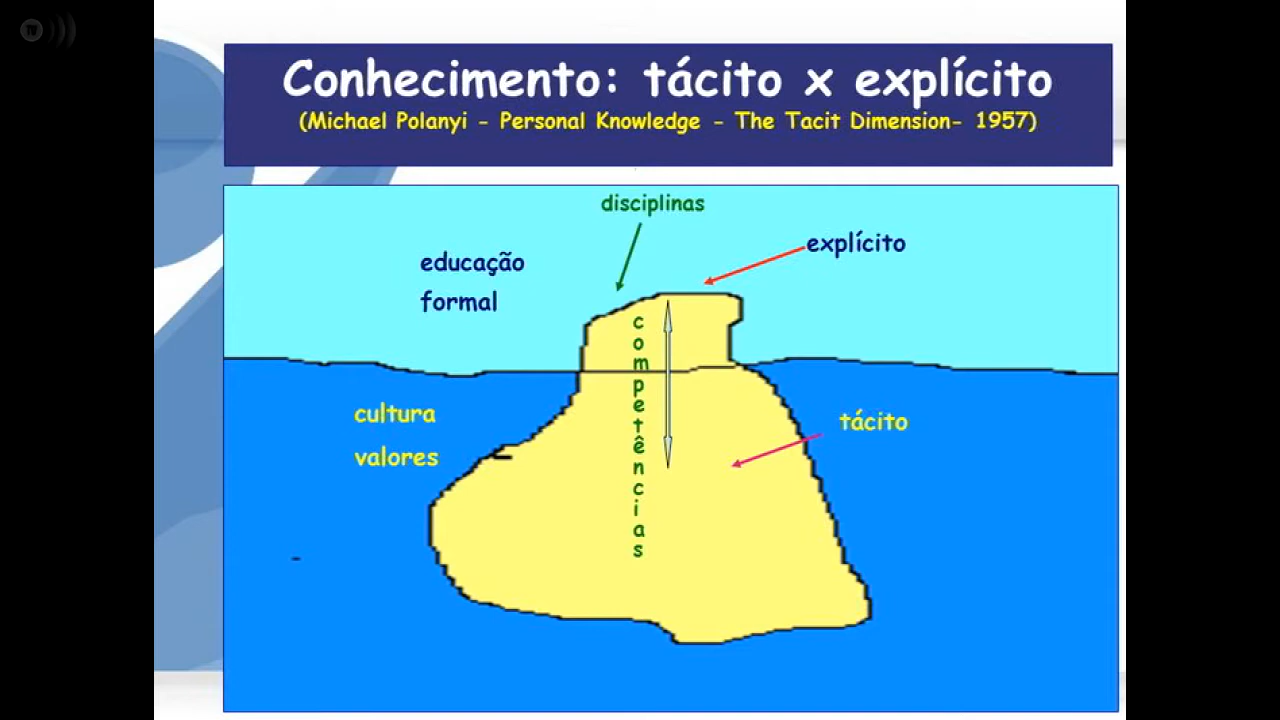 TV
Conhecimento: tácito x explícito
(Michael Polanyi - Personal Knowledge - The Tacit Dimension- 1957)
disciplinas
explícito
educação
formal
competências
cultura
valores
tácito